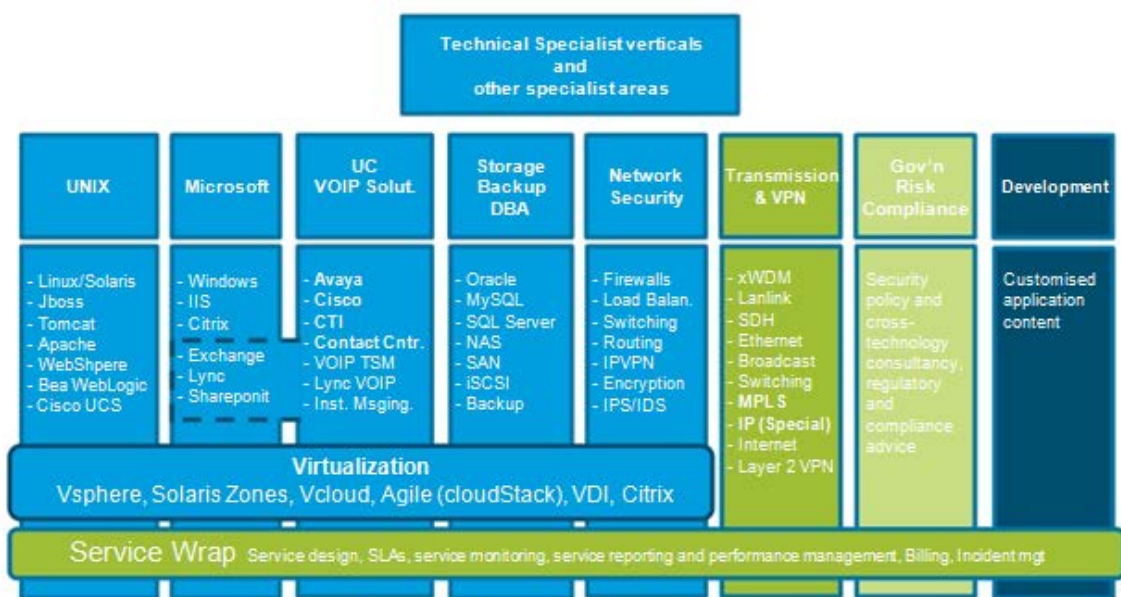 Technical Specialist verticals
and
other specialist areas
UNIX
Microsoft
UC
VOIP Solut.
Storage
Backup
DBA
Network
Security
Transmission
& VPN
Gov'n
Risk
Compliance
Development
- Linux/Solaris
- Jboss
- Tomcat
- Apache
- WebShpere
- Bea WebLogic
- Cisco UCS
- Windows
- IIS
- Citrix
- Exchange
- Lync
- Shareponit
- Avaya
- Cisco
- CTI
- Contact Cntr.
- VOIP TSM
- Lync VOIP
- Inst. Msging.
- Oracle
- MySQL
- SQL Server
- NAS
- SAN
- iSCSI
- Backup
- Firewalls
- Load Balan.
- Switching
- Routing
- IPVPN
- Encryption
- IPS/IDS
- xWDM
- Lanlink
- SDH
- Ethernet
- Broadcast
- Switching
- MPLS
- IP (Special)
- Internet
- Layer 2 VPN
Security
policy and
cross-
technology
consultancy,
regulatory
and
compliance
advice
Customised
application
content
Virtualization
Vsphere, Solaris Zones, Vcloud, Agile (cloudStack), VDI, Citrix
Service Wrap Service design, SLAs, service monitoring, service reporting and performance management, Billing, Incident mgt